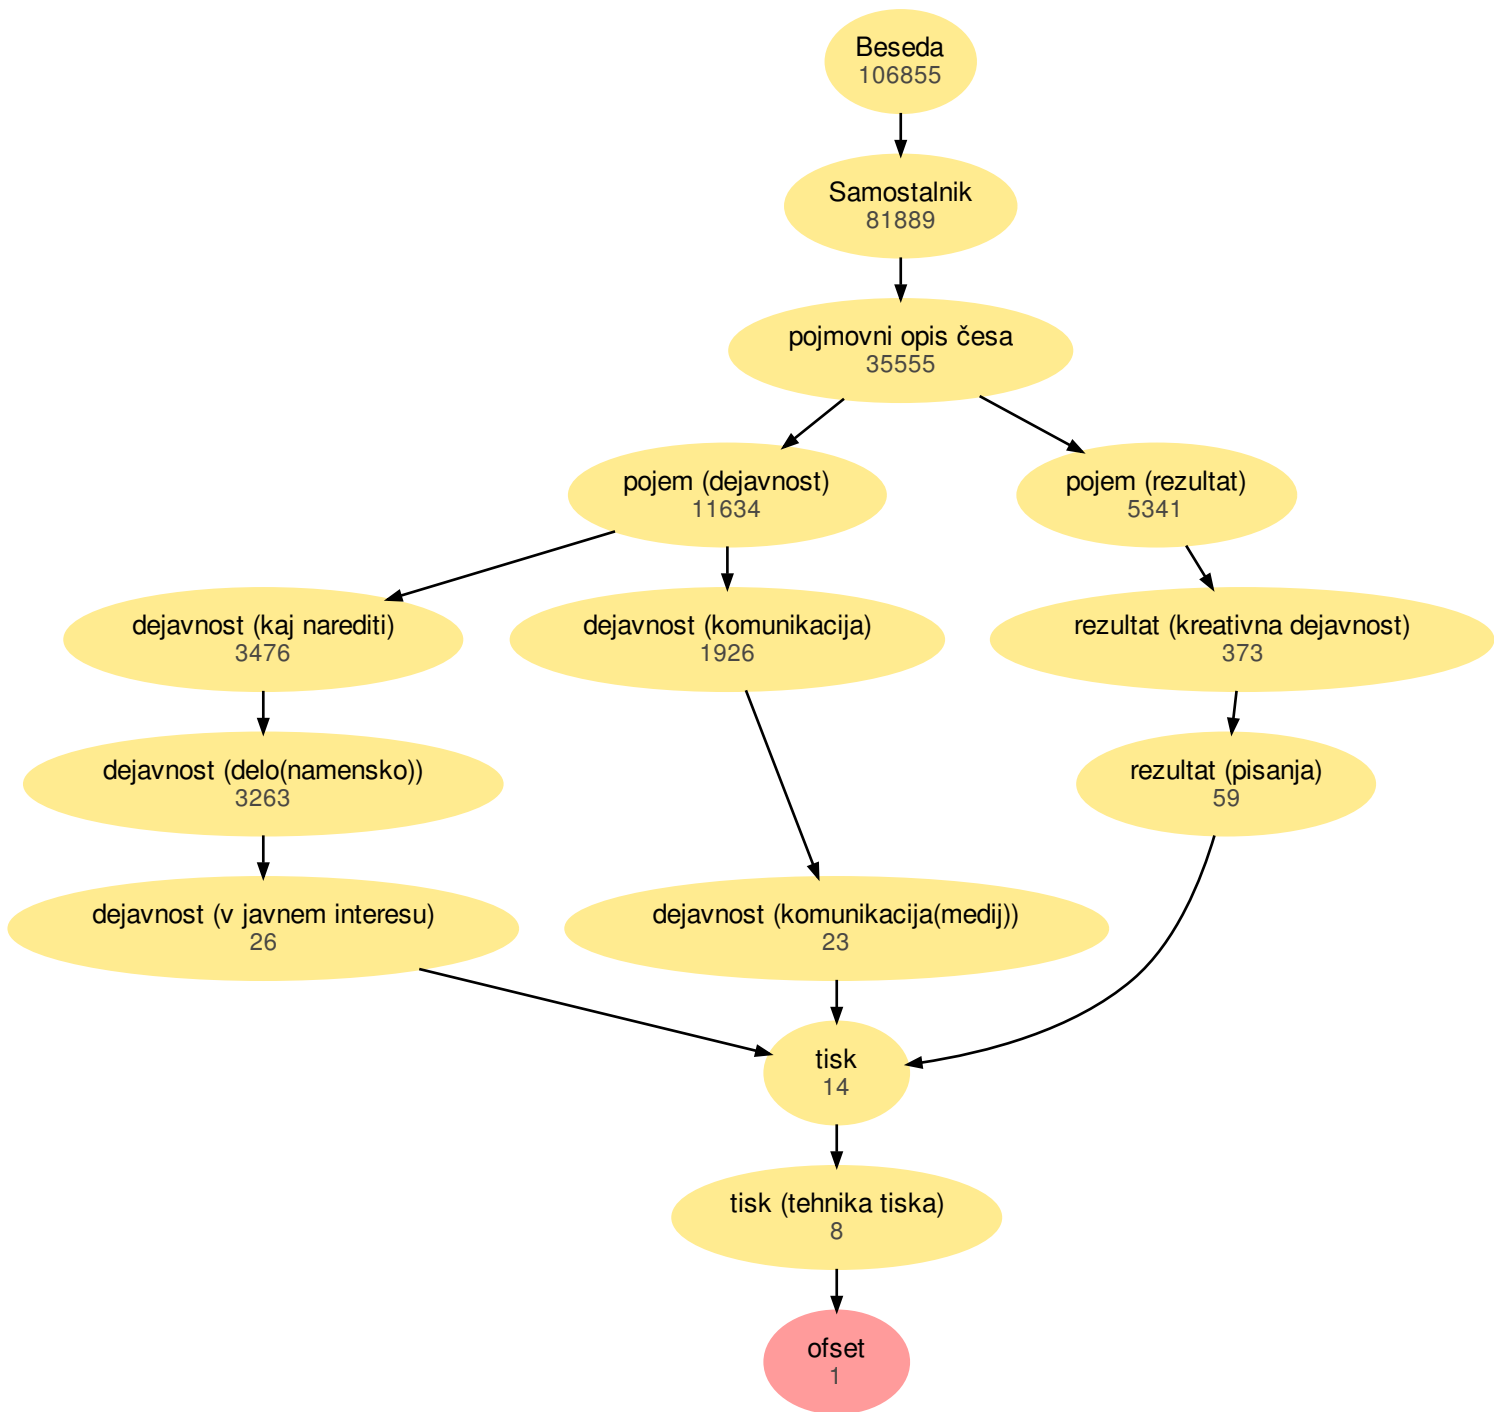 Beseda
106855
Samostalnik
81889
pojmovni opis česa
35555
pojem (dejavnost)
11634
pojem (rezultat)
5341
dejavnost (kaj narediti)
3476
dejavnost (komunikacija)
1926
rezultat (kreativna dejavnost)
373
dejavnost (delo(namensko))
3263
rezultat (pisanja)
59
dejavnost (v javnem interesu)
26
dejavnost (komunikacija(medij))
23
tisk
14
tisk (tehnika tiska)
8
ofset
1